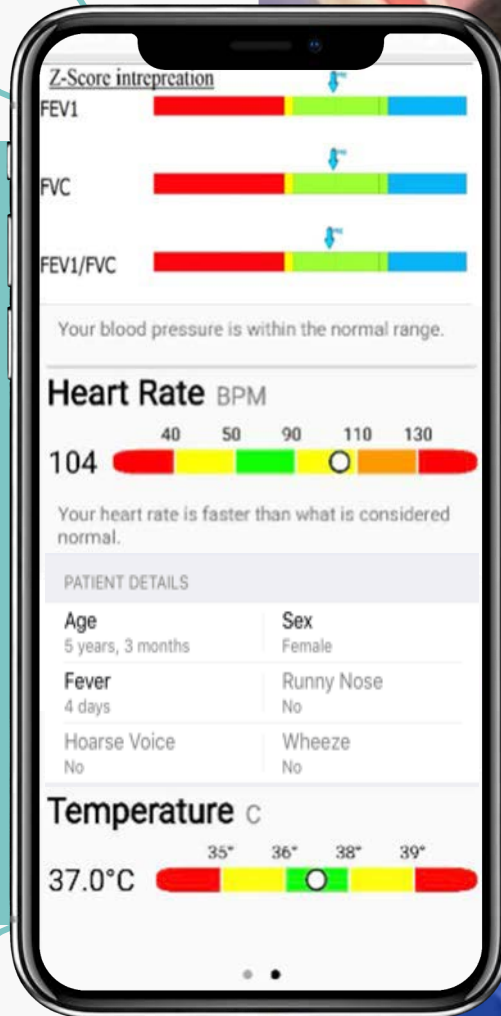 Z-Score intrepreation
FEV1
FVC
FEV1/FVC
Your blood pressure is within the normal range.
Heart Rate BPM
40 50 90 110 130
104
Your heart rate is faster than what is considered
normal.
PATIENT DETAILS
Age Sex
5 years, 3 months Female
Fever Runny Nose
4 days No
Hoarse Voice Wheeze
No No
Temperature C
35° 36° 38° 39°
37.0°C